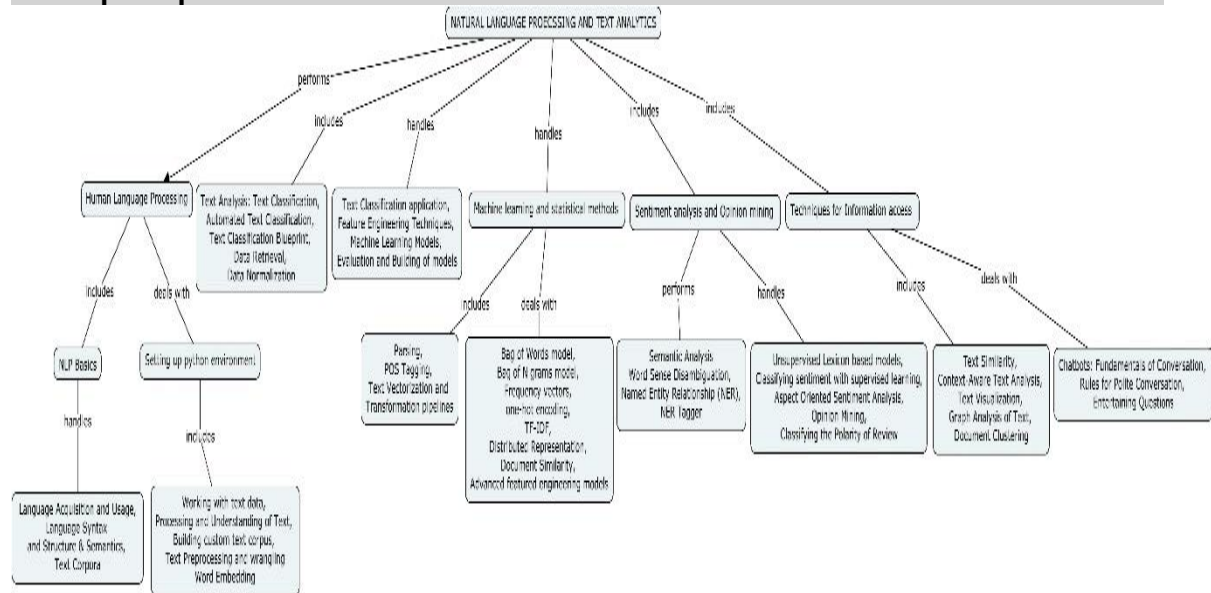 NATURAL LANGUAGE PROECSSING AND TEXT ANALYTICS
performs
includes
handles
handles
includes
includes
Human Language Processing
Text Analysis: Text Classification,
Automated Text Classification,
Text Classification Blueprint,
Data Retrieval,
Data Normalization
Text Classification application,
Feature Engineering Techniques,
Machine Learning Models,
Evaluation and Building of models
Machine learning and statistical methods
Sentiment analysis and Opinion mining
Techniques for Information access
includes
deals with
includes
deals with
performs
handles
includes
deals with
NLP Basics
Setting up python environment
Parsing,
POS Tagging,
Text Vectorization and
Transformation pipelines
Bag of Words model,
Bag of N grams model,
Frequency vectors,
one-hot encoding,
TF-IDF,
Distributed Representation,
Document Similarity,
Advanced featured engineering models
Semantic Analysis
Word Sense Disambiguation,
Named Entity Relationship (NER),
NER Tagger
Unsupervised Lexicon based models,
Classifying sentiment with supervised learning,
Aspect Oriented Sentiment Analysis,
Opinion Mining,
Classifying the Polarity of Review
Text Similarity,
Context-Aware Text Analysis,
Text Visualization,
Graph Analysis of Text,
Document Clustering
Chatbots: Fundamentals of Conversation,
Rules for Polite Conversation,
Entertaining Questions
handles
includes
Language Acquisition and Usage,
Language Syntax
and Structure & Semantics,
Text Corpora
Working with text data,
Processing and Understanding of Text,
Building custom text corpus,
Text Preprocessing and wrangling
Word Embedding